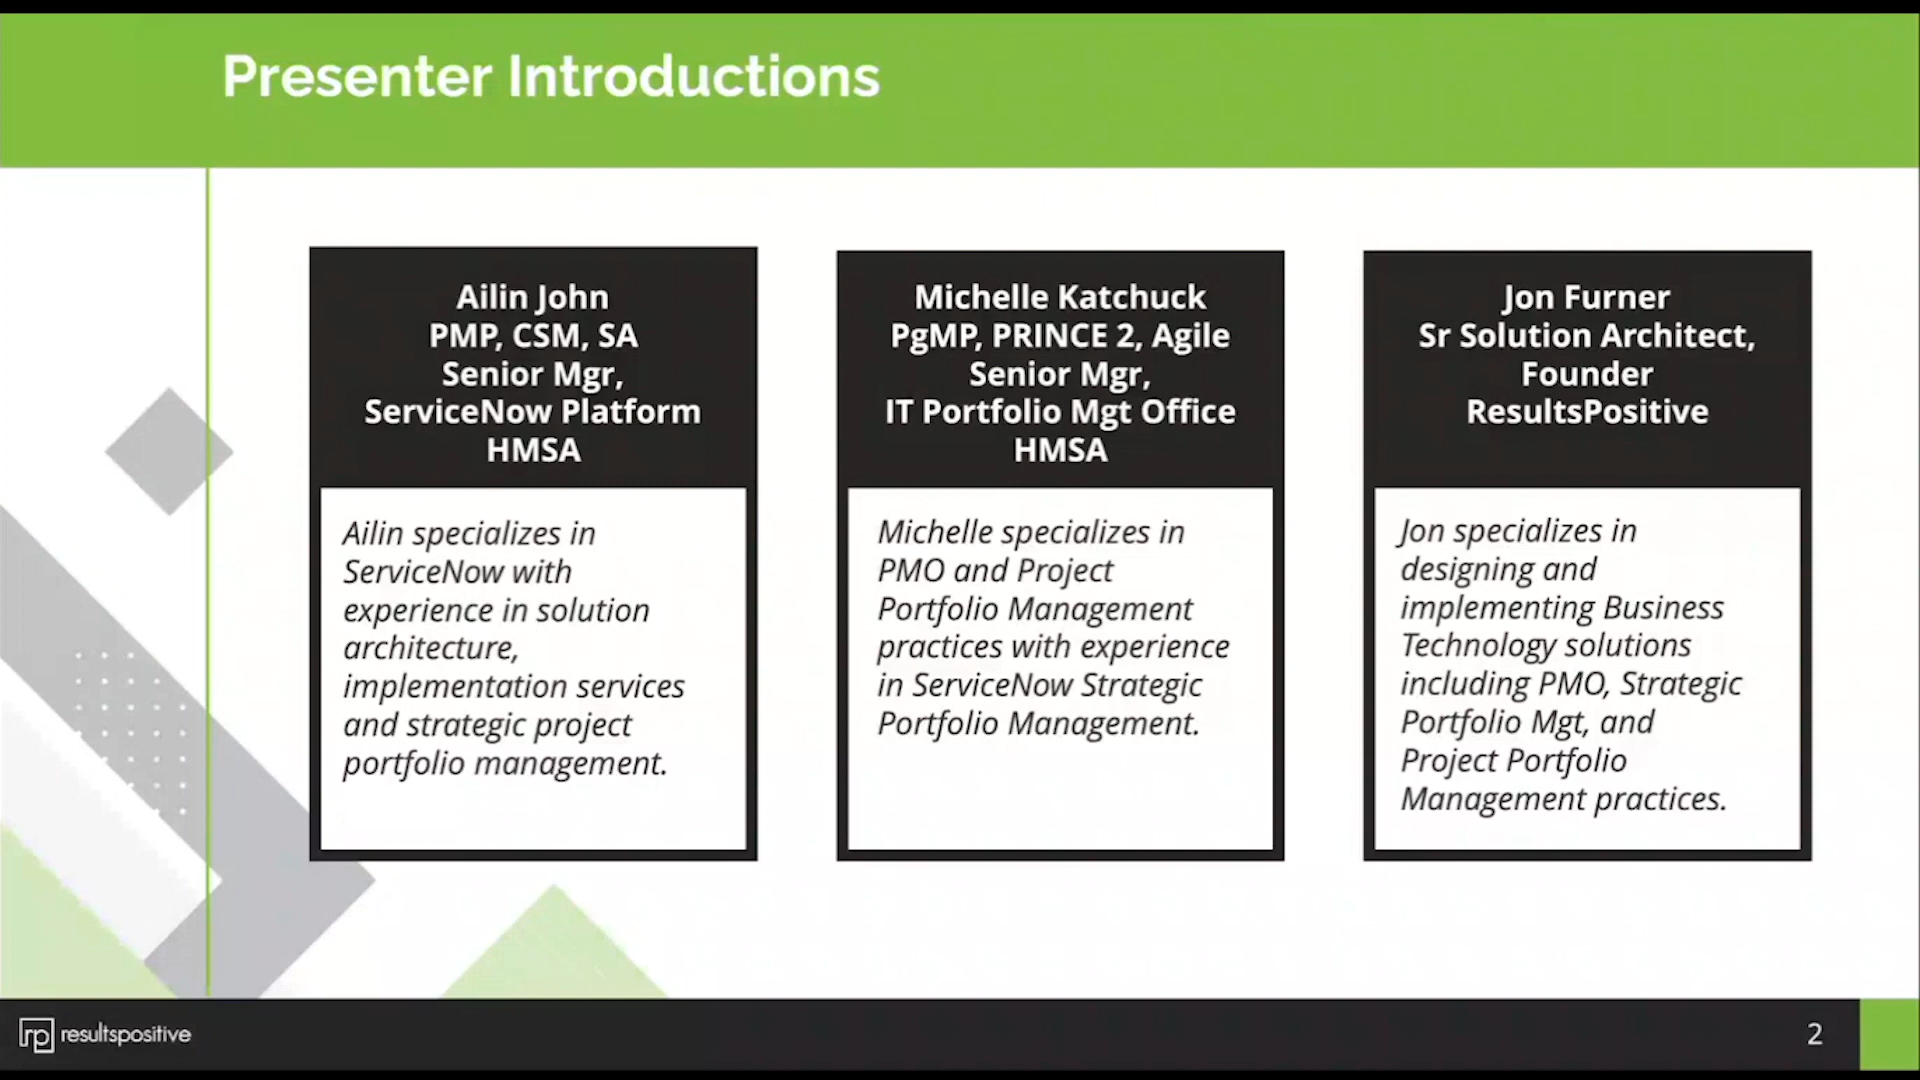 Presenter Introductions
Ailin John
PMP, CSM, SA
Senior Mgr,
ServiceNow Platform
HMSA
Ailin specializes in
ServiceNow with
experience in solution
architecture,
implementation services
and strategic project
portfolio management.
Michelle Katchuck
PgMP, PRINCE 2, Agile
Senior Mgr,
IT Portfolio Mgt Office
HMSA
Michelle specializes in
PMO and Project
Portfolio Management
practices with experience
in ServiceNow Strategic
Portfolio Management.
Jon Furner
Sr Solution Architect,
Founder
ResultsPositive
Jon specializes in
designing and
implementing Business
Technology solutions
including PMO, Strategic
Portfolio Mgt, and
Project Portfolio
Management practices.
rp resultspositive
2